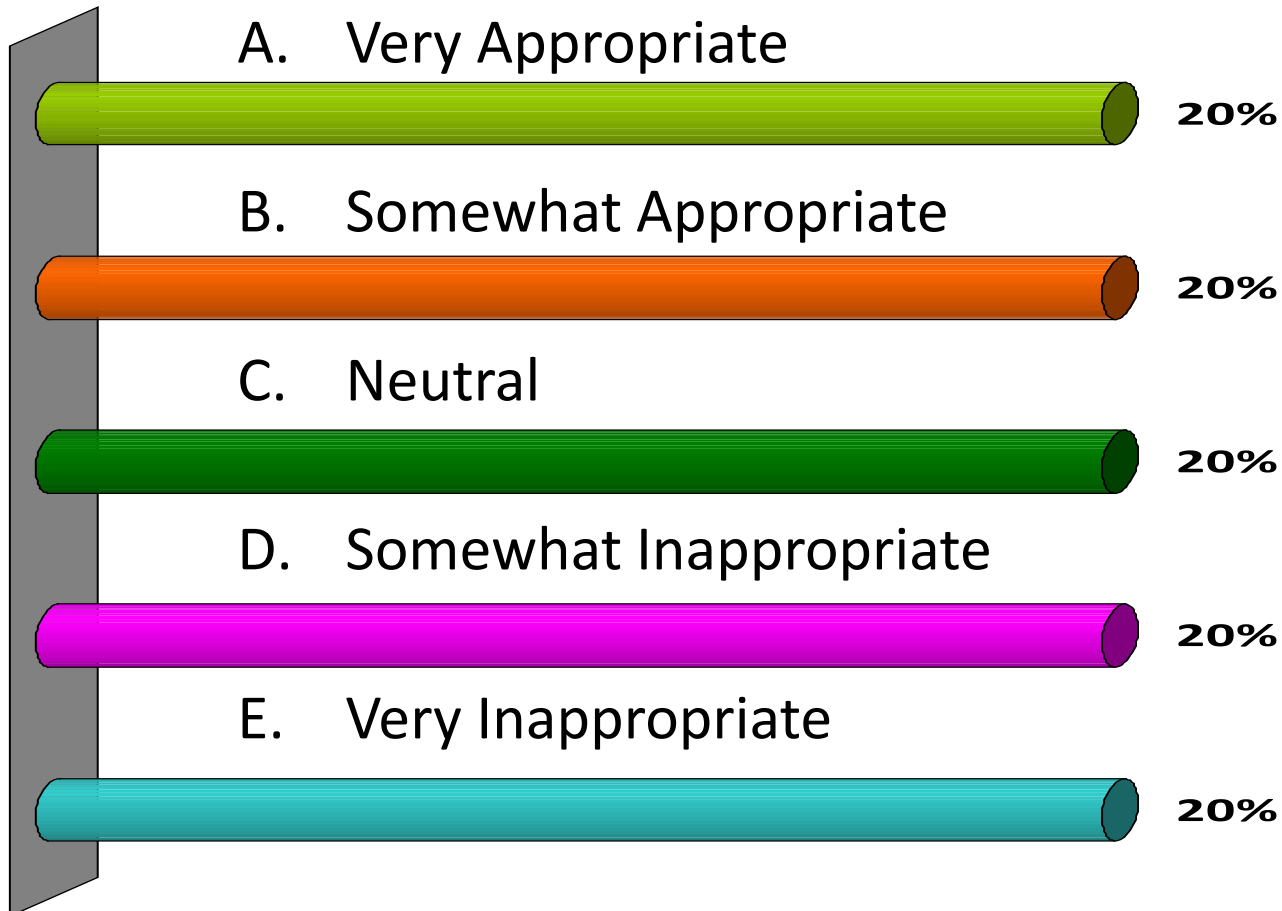 A. Very Appropriate
20%
B. Somewhat Appropriate
20%
C. Neutral
20%
D. Somewhat Inappropriate
20%
E. Very Inappropriate
20%